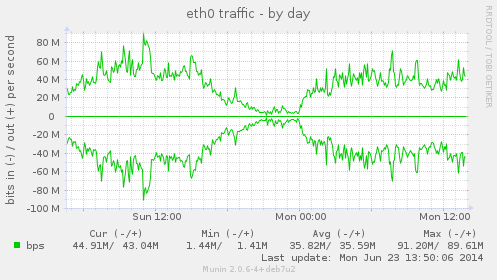 eth0 traffic - by day
RRDTOOL / TOBI OETIKER
bits in (-) / out (+) per second
80 M
60 M
40 M
20 M
0
-20 M
-40 M
-60 M
-80 M
-100 M
Sun 12:00 Mon 00:00 Mon 12:00
Cur (-/+) Min (-/+) Avg (-/+) Max (-/+)
bps 44.91M/ 43.04M 1.44M/ 1.41M 35.82M/ 35.59M 91.20M/ 89.61M
Last update: Mon Jun 23 13:50:06 2014
Munin 2.0.6-4+deb7u2